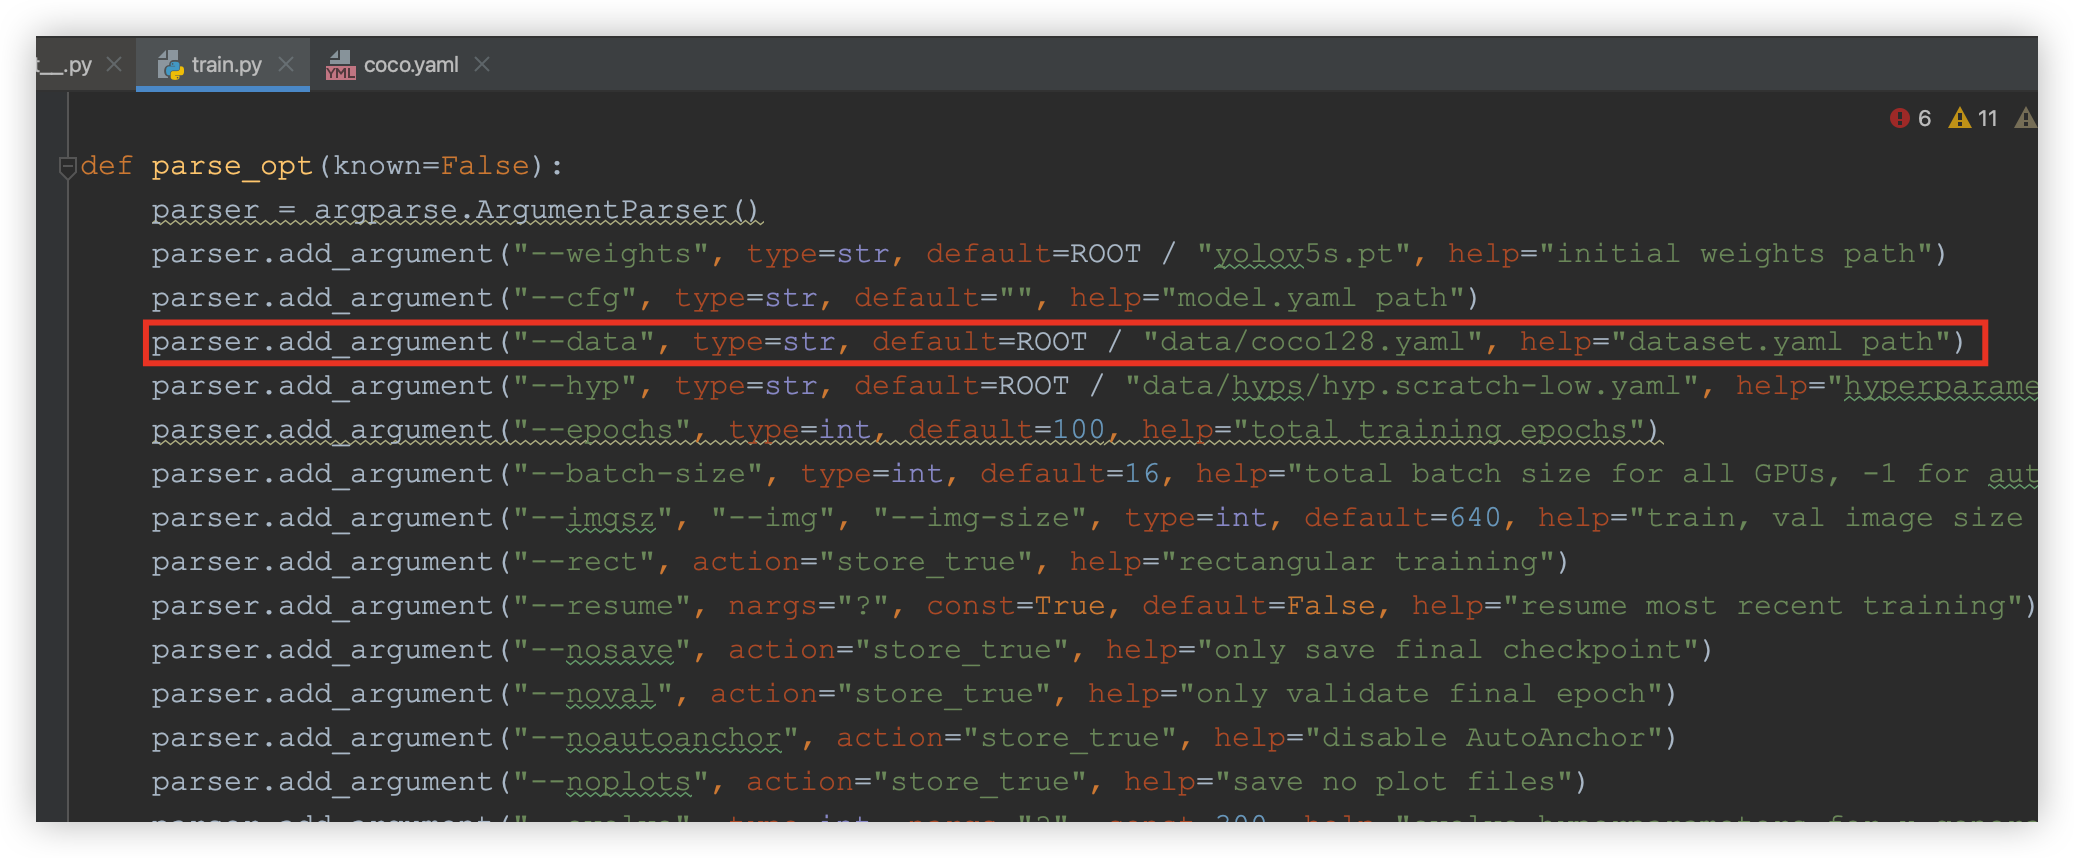 t__.py train.py YML coco.yaml
6 11
def parse_opt(known=False):
parser = argparse.ArgumentParser()
parser.add_argument("--weights", type=str, default=ROOT / "yolov5s.pt", help="initial weights path")
parser.add_argument("--cfg", type=str, default="", help="model.yaml path")
parser.add_argument("--data", type=str, default=ROOT / "data/coco128.yaml", help="dataset.yaml path")
parser.add_argument("--hyp", type=str, default=ROOT / "data/hyps/hyp.scratch-low.yaml", help="hyperparame
parser.add_argument("--epochs", type=int, default=100, help="total training epochs")
parser.add_argument("--batch-size", type=int, default=16, help="total batch size for all GPUs, -1 for aut
parser.add_argument("--imgsz", "--img", "--img-size", type=int, default=640, help="train, val image size
parser.add_argument("--rect", action="store_true", help="rectangular training")
parser.add_argument("--resume", nargs="?", const=True, default=False, help="resume most recent training")
parser.add_argument("--nosave", action="store_true", help="only save final checkpoint")
parser.add_argument("--noval", action="store_true", help="only validate final epoch")
parser.add_argument("--noautoanchor", action="store_true", help="disable AutoAnchor")
parser.add_argument("--noplots", action="store_true", help="save no plot files")